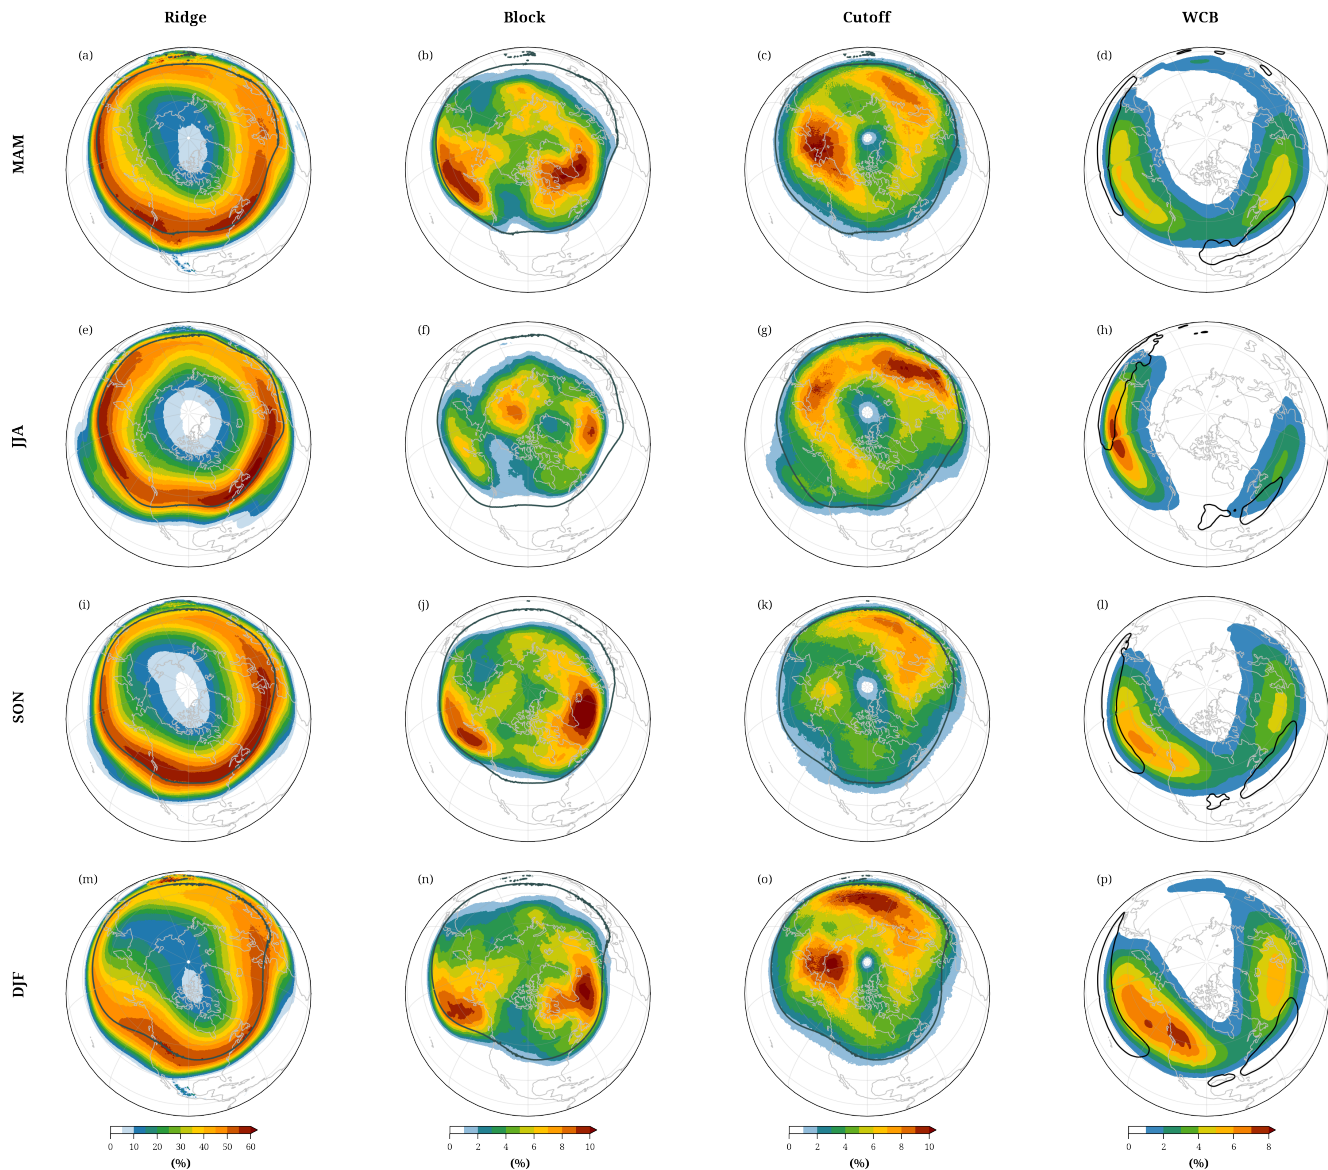 Ridge Block Cutoff WCB
MAM
(a) (b) (c) (d)
JJA
(e) (f) (g) (h)
SON
(i) (j) (k) (l)
DJF
(m) (n) (o) (p)
0 10 20 30 40 50 60 0 2 4 6 8 10 0 2 4 6 8 10 0 2 4 6 8
(%) (%) (%) (%)